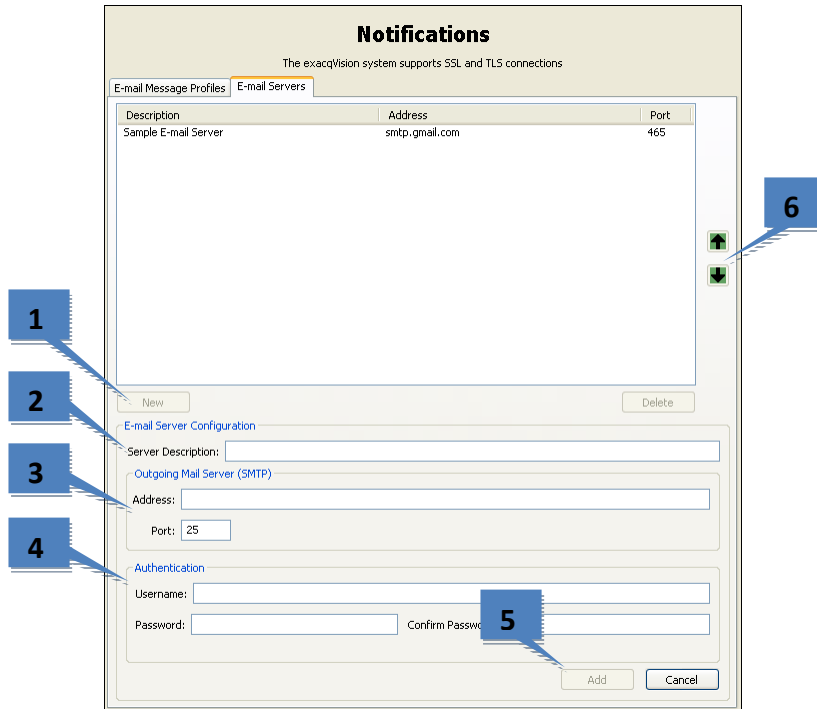 Notifications
The exacqVision system supports SSL and TLS connections
E-mail Message Profiles E-mail Servers
Description Address Port
Sample E-mail Server smtp.gmail.com 465
6
1
New Delete
2
E-mail Server Configuration
Server Description:
3
Outgoing Mail Server (SMTP)
Address:
Port: 25
4
Authentication
Username:
Password: Confirm Passwo
5
Add Cancel